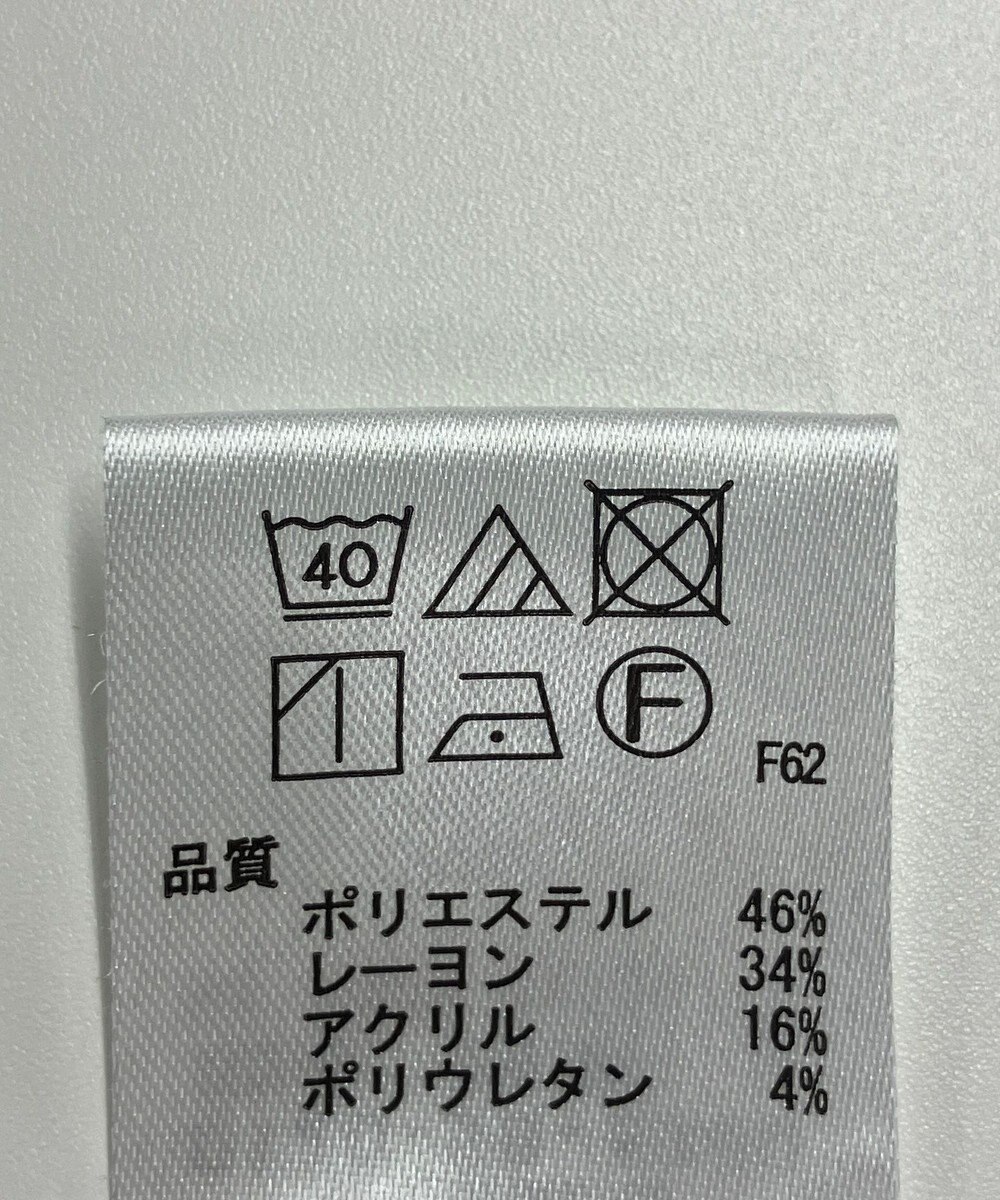 40
F
F62
品質
ポリエステル 46%
レーヨン 34%
アクリル 16%
ポリウレタン 4%